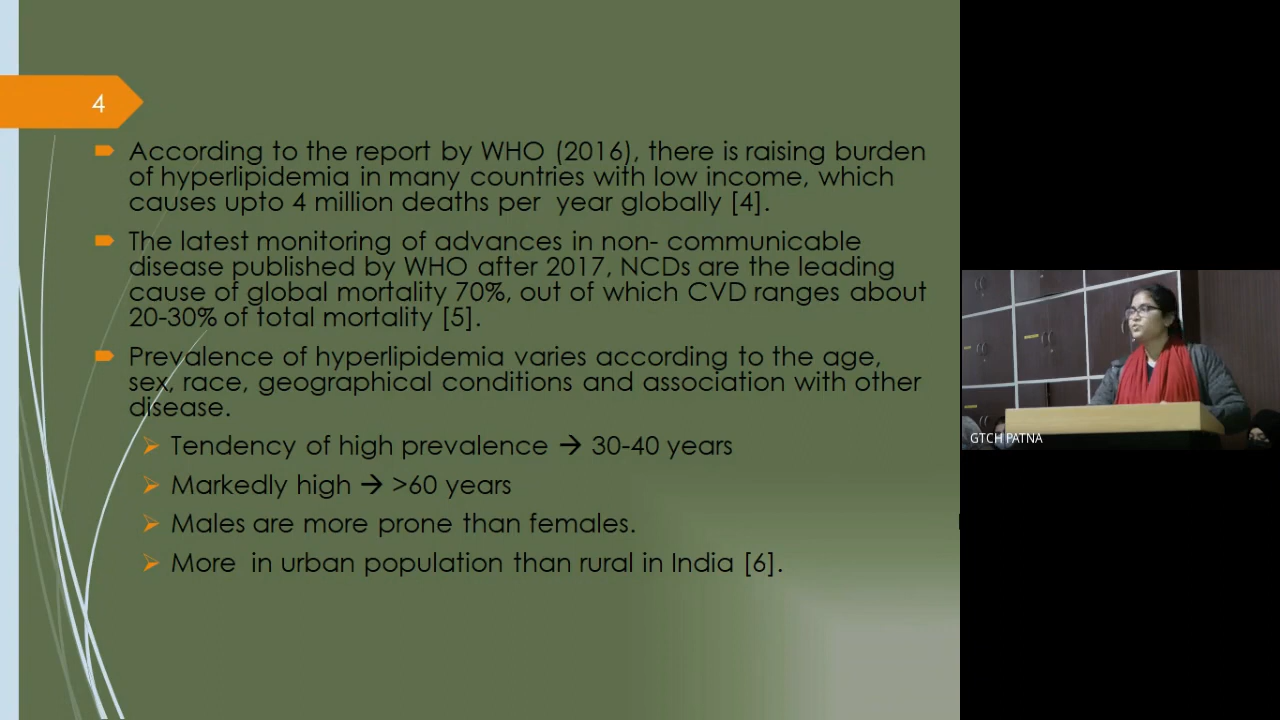 4
According to the report by WHO (2016), there is raising burden
of hyperlipidemia in many countries with low income, which
causes upto 4 million deaths per  year globally [4].
The latest monitoring of advances in non- communicable
disease published by WHO after 2017, NCDs are the leading
cause of global mortality 70%, out of which CVD ranges about
20-30% of total mortality [5].
Prevalence of hyperlipidemia varies according to the age,
sex, race, geographical conditions and association with other
disease.
Tendency of high prevalence → 30-40 years
Markedly high → >60 years
Males are more prone than females.
More  in urban population than rural in India [6].
GTCH PATNA